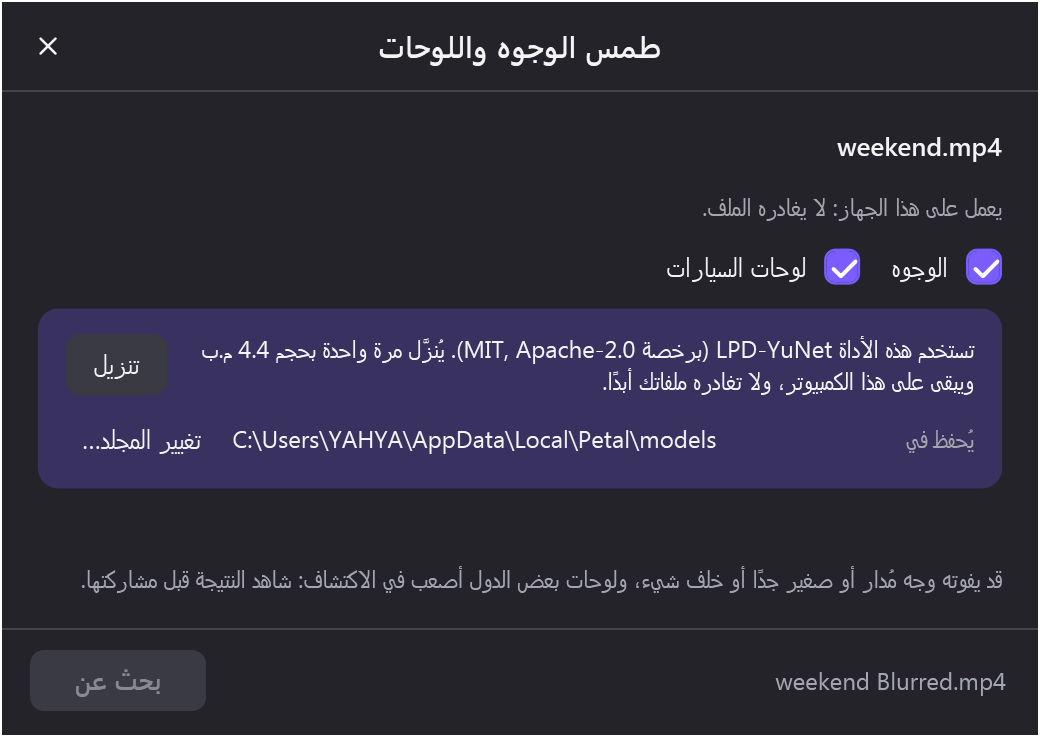 طمس الوجوه واللوحات
weekend.mp4
يعمل على هذا الجهاز: لا يغادره الملف.
الوجوه
لوحات السيارات
تستخدم هذه الأداة LPD-YuNet (برخصة MIT, Apache-2.0). يُنزَّل مرة واحدة بحجم 4.4 م.ب
ويبقى على هذا الكمبيوتر، ولا تغادره ملفاتك أبدًا.
تنزيل
يُحفظ في
C:\Users\YAHYA\AppData\Local\Petal\models
تغيير المجلد...
قد يفوته وجه مُدار أو صغير جدًا أو خلف شيء، ولوحات بعض الدول أصعب في الاكتشاف: شاهد النتيجة قبل مشاركتها.
weekend Blurred.mp4
بحث عن